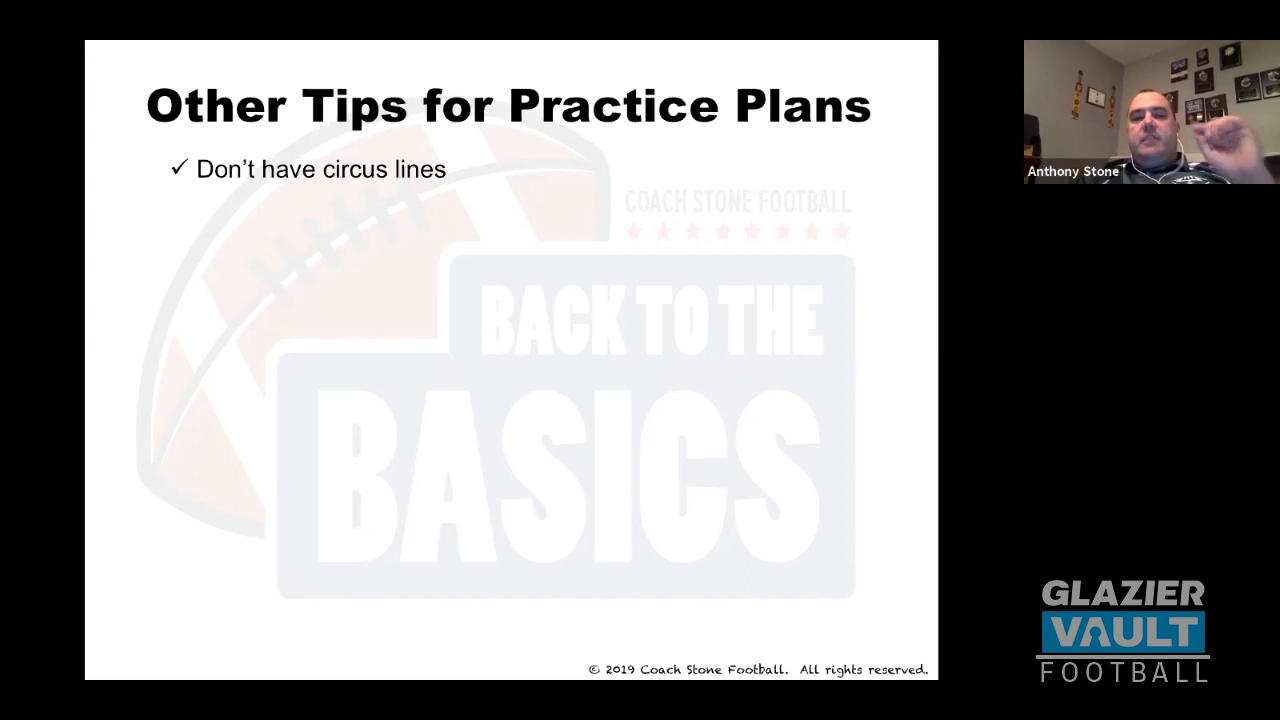 Other Tips for Practice Plans
✓ Don't have circus lines
COACH STONE FOOTBALL
BACK TO THE
BASICS
© 2019 Coach Stone Football. All rights reserved.
Anthony Stone
GLAZIER
VAULT
FOOTBALL